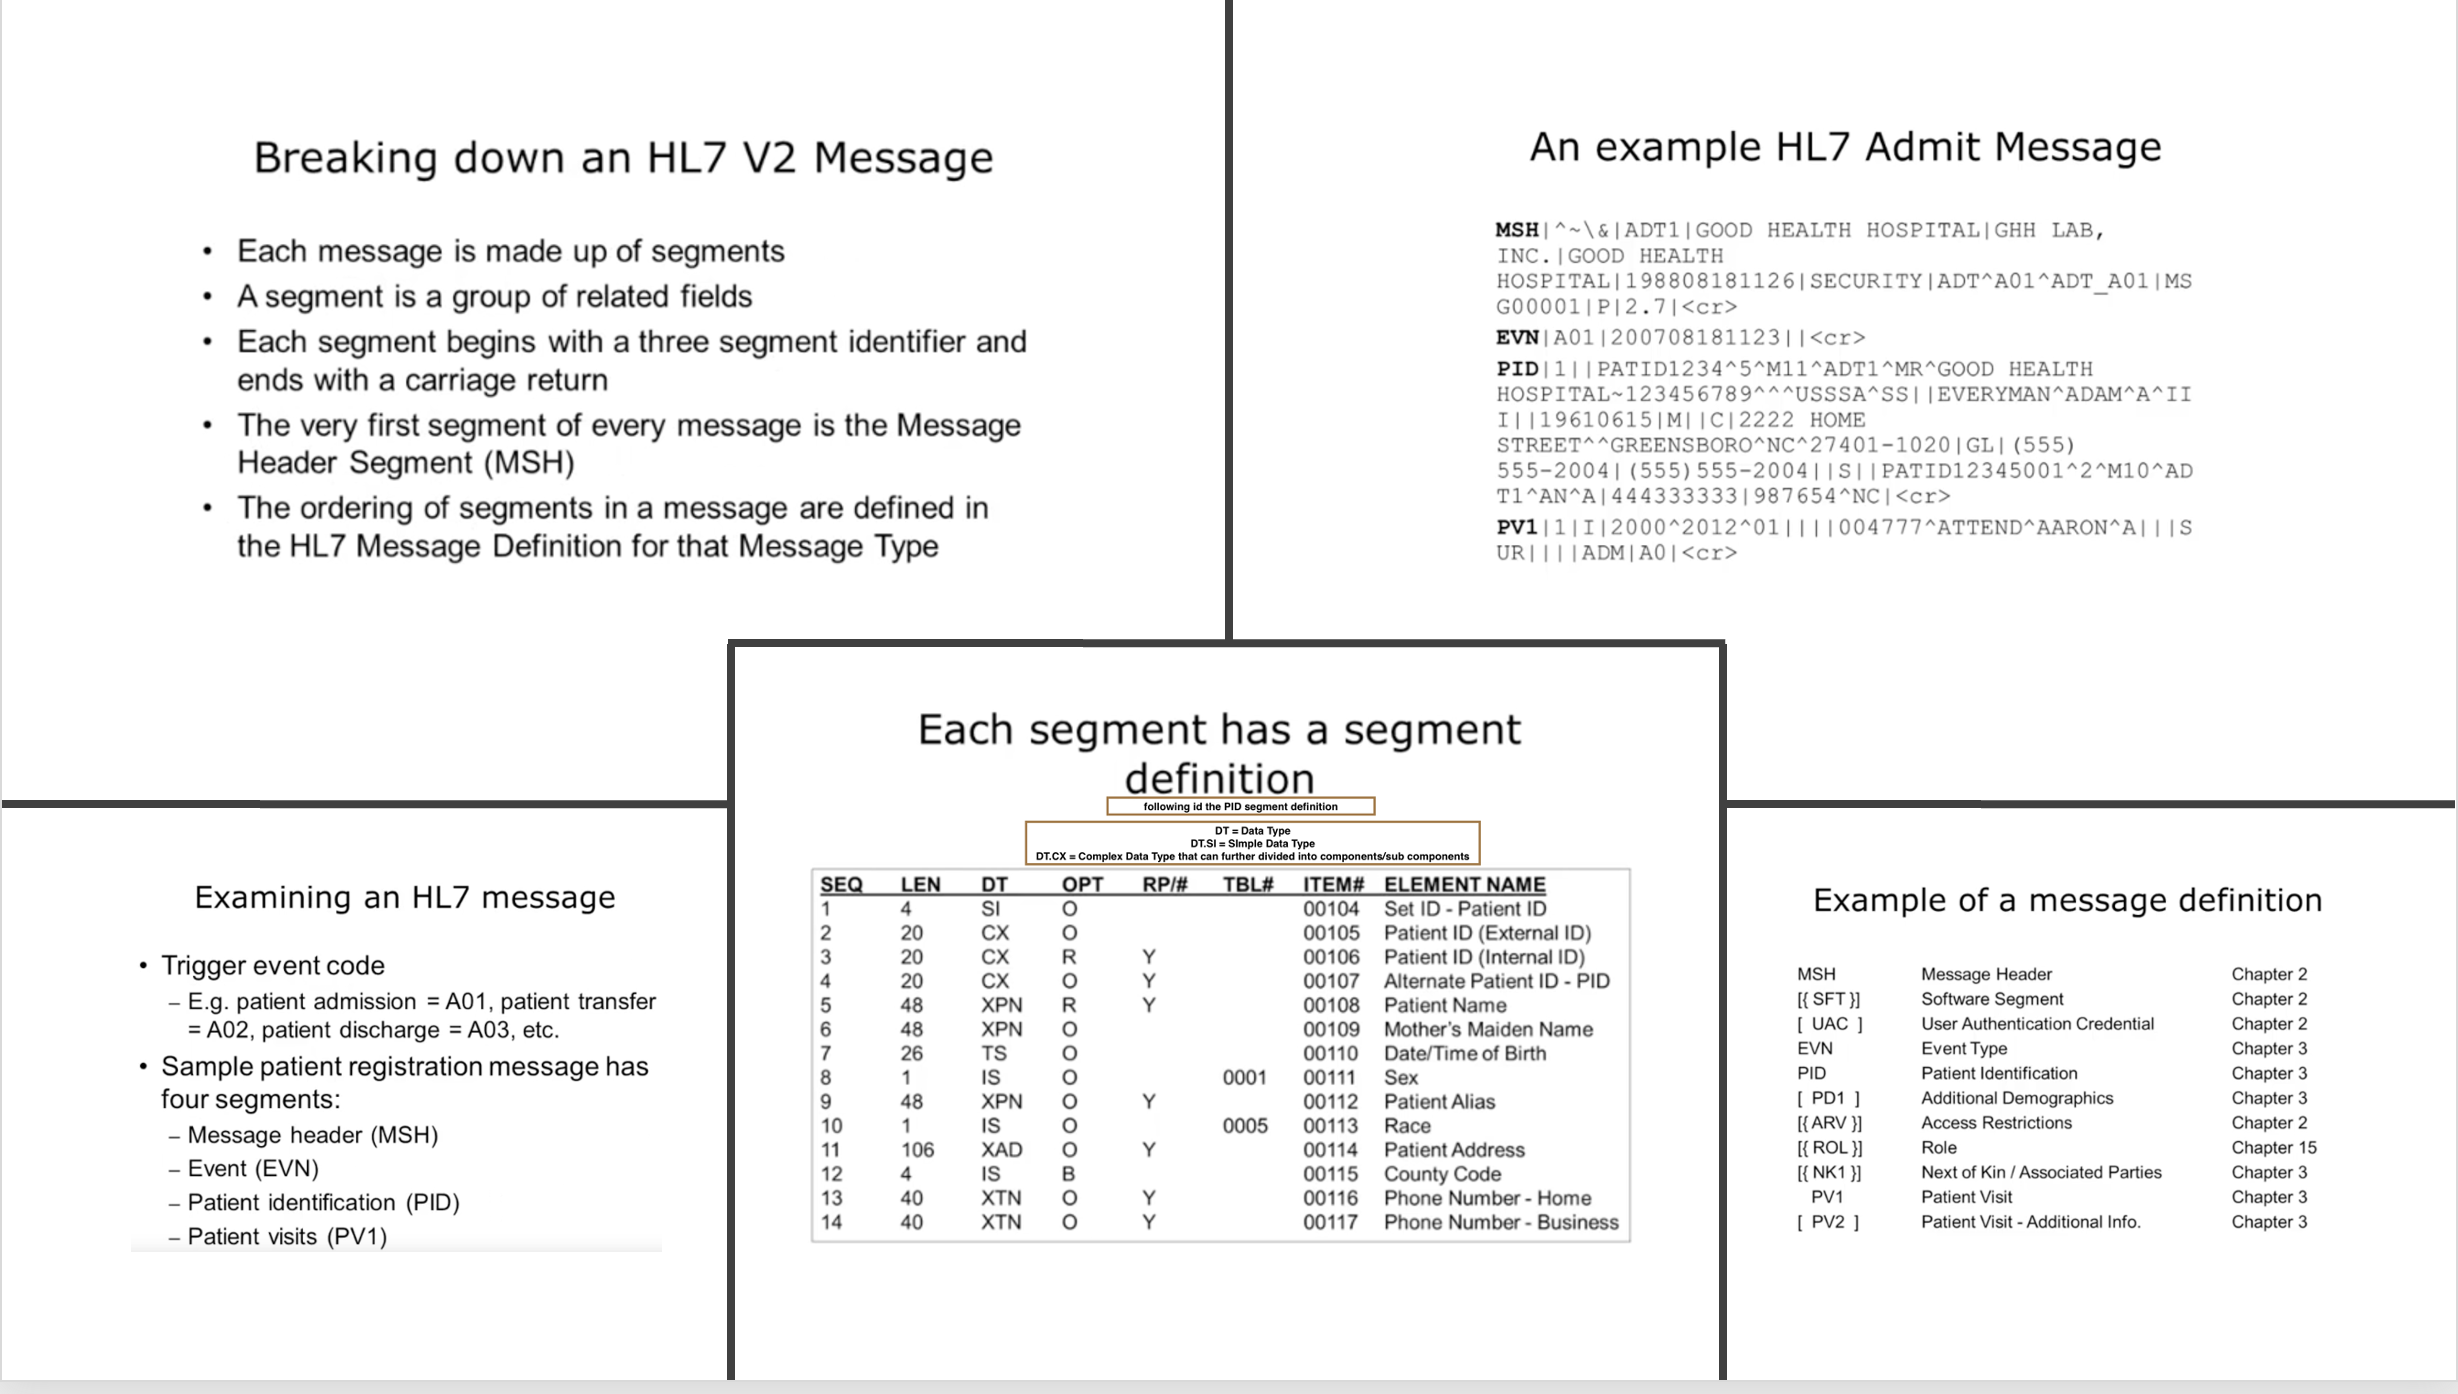 Breaking down an HL7 V2 Message
• Each message is made up of segments
• A segment is a group of related fields
• Each segment begins with a three segment identifier and
ends with a carriage return
• The very first segment of every message is the Message
Header Segment (MSH)
• The ordering of segments in a message are defined in
the HL7 Message Definition for that Message Type
An example HL7 Admit Message
MSH|^~\&|ADT1|GOOD HEALTH HOSPITAL|GHH LAB,
INC.|GOOD HEALTH
HOSPITAL|198808181126|SECURITY|ADT^A01^ADT_A01|MS
G00001|P|2.7|<cr>
EVN|A01|200708181123||<cr>
PID|1||PATID1234^5^M11^ADT1^MR^GOOD HEALTH
HOSPITAL~123456789^^^USSSA^SS||EVERYMAN^ADAM^A^II
I||19610615|M||C|2222 HOME
STREET^^GREENSBORO^NC^27401-1020|GL|(555)
555-2004|(555)555-2004||S||PATID12345001^2^M10^AD
T1^AN^A|444333333|987654^NC|<cr>
PV1|1|I|2000^2012^01||||004777^ATTEND^AARON^A|||S
UR||||ADM|A0|<cr>
Examining an HL7 message
• Trigger event code
– E.g. patient admission = A01, patient transfer
= A02, patient discharge = A03, etc.
• Sample patient registration message has
four segments:
– Message header (MSH)
– Event (EVN)
– Patient identification (PID)
– Patient visits (PV1)
Each segment has a segment
definition
following id the PID segment definition
DT = Data Type
DT.SI = SImple Data Type
DT.CX = Complex Data Type that can further divided into components/sub components
SEQ LEN DT OPT RP/# TBL# ITEM# ELEMENT NAME
1 4 SI O 00104 Set ID - Patient ID
2 20 CX O 00105 Patient ID (External ID)
3 20 CX R Y 00106 Patient ID (Internal ID)
4 20 CX O Y 00107 Alternate Patient ID - PID
5 48 XPN R Y 00108 Patient Name
6 48 XPN O 00109 Mother's Maiden Name
7 26 TS O 00110 Date/Time of Birth
8 1 IS O 0001 00111 Sex
9 48 XPN O Y 00112 Patient Alias
10 1 IS O 0005 00113 Race
11 106 XAD O Y 00114 Patient Address
12 4 IS B 00115 County Code
13 40 XTN O Y 00116 Phone Number - Home
14 40 XTN O Y 00117 Phone Number - Business
Example of a message definition
MSH Message Header Chapter 2
[{ SFT }] Software Segment Chapter 2
[ UAC ] User Authentication Credential Chapter 2
EVN Event Type Chapter 3
PID Patient Identification Chapter 3
[ PD1 ] Additional Demographics Chapter 3
[{ ARV }] Access Restrictions Chapter 2
[{ ROL }] Role Chapter 15
[{ NK1 }] Next of Kin / Associated Parties Chapter 3
PV1 Patient Visit Chapter 3
[ PV2 ] Patient Visit - Additional Info. Chapter 3